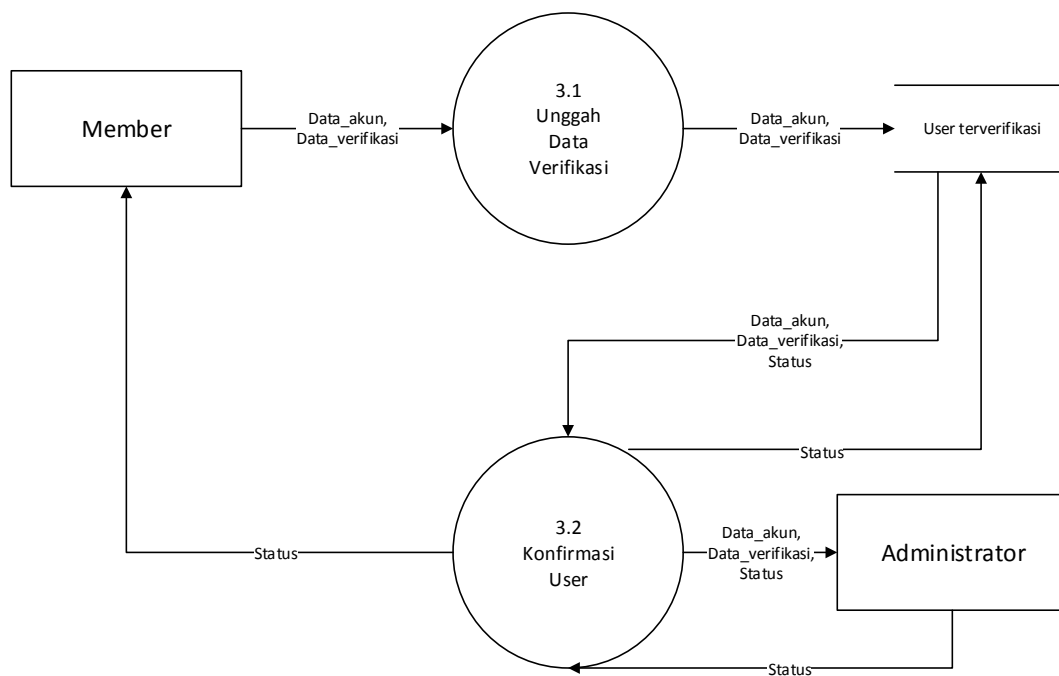 Member
Data_akun,
Data_verifikasi
3.1
Unggah
Data
Verifikasi
Data_akun,
Data_verifikasi
User terverifikasi
Data_akun,
Data_verifikasi,
Status
Status
3.2
Konfirmasi
User
Status
Data_akun,
Data_verifikasi,
Status
Administrator
Status